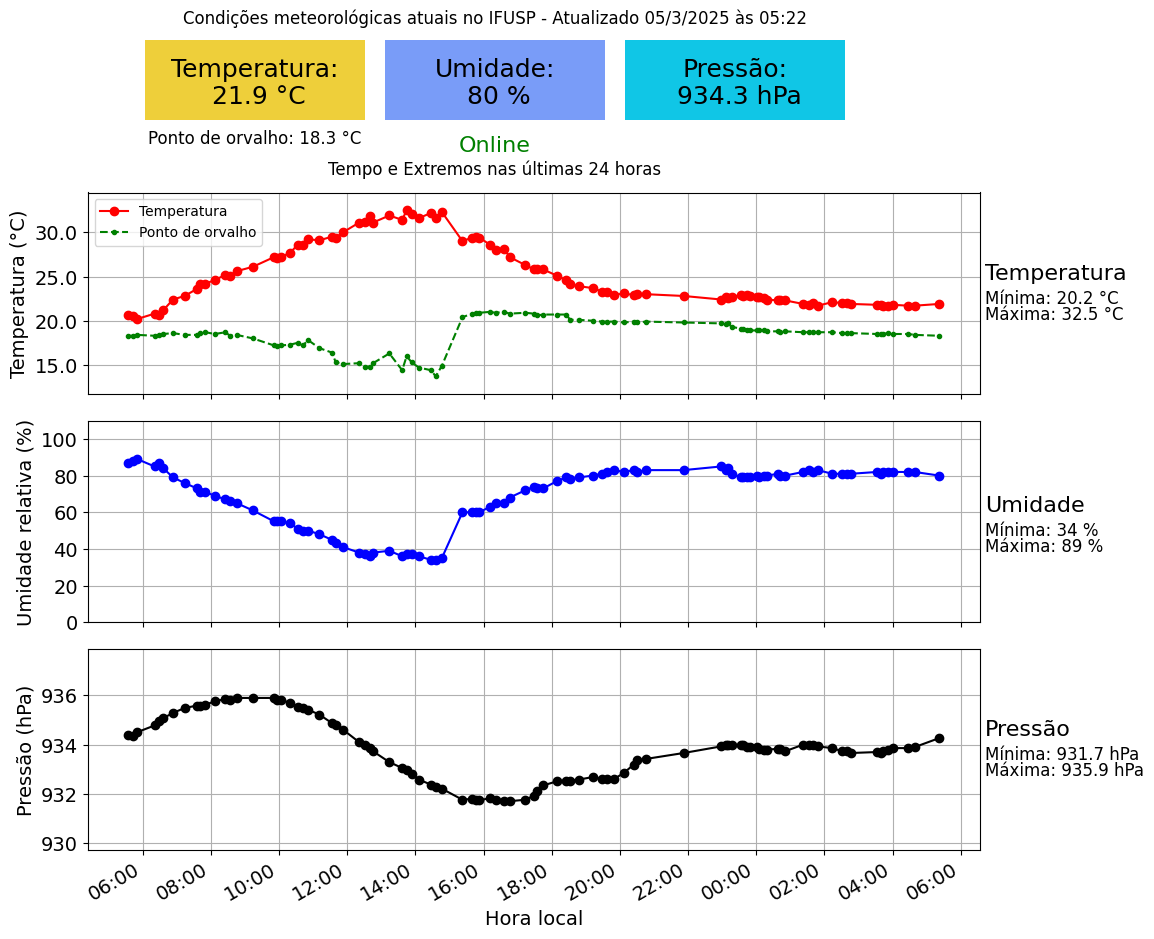 Condições meteorológicas atuais no IFUSP - Atualizado 05/3/2025 às 05:22
Temperatura:
21.9 °C
Umidade:
80 %
Pressão:
934.3 hPa
Ponto de orvalho: 18.3 °C
Online
Tempo e Extremos nas últimas 24 horas
Temperatura
Ponto de orvalho
Temperatura (°C)
30.0
25.0
20.0
15.0
Temperatura
Mínima: 20.2 °C
Máxima: 32.5 °C
Umidade relativa (%)
100
80
60
40
20
0
Umidade
Mínima: 34 %
Máxima: 89 %
Pressão (hPa)
936
934
932
930
Pressão
Mínima: 931.7 hPa
Máxima: 935.9 hPa
06:00 08:00 10:00 12:00 14:00 16:00 18:00 20:00 22:00 00:00 02:00 04:00 06:00
Hora local